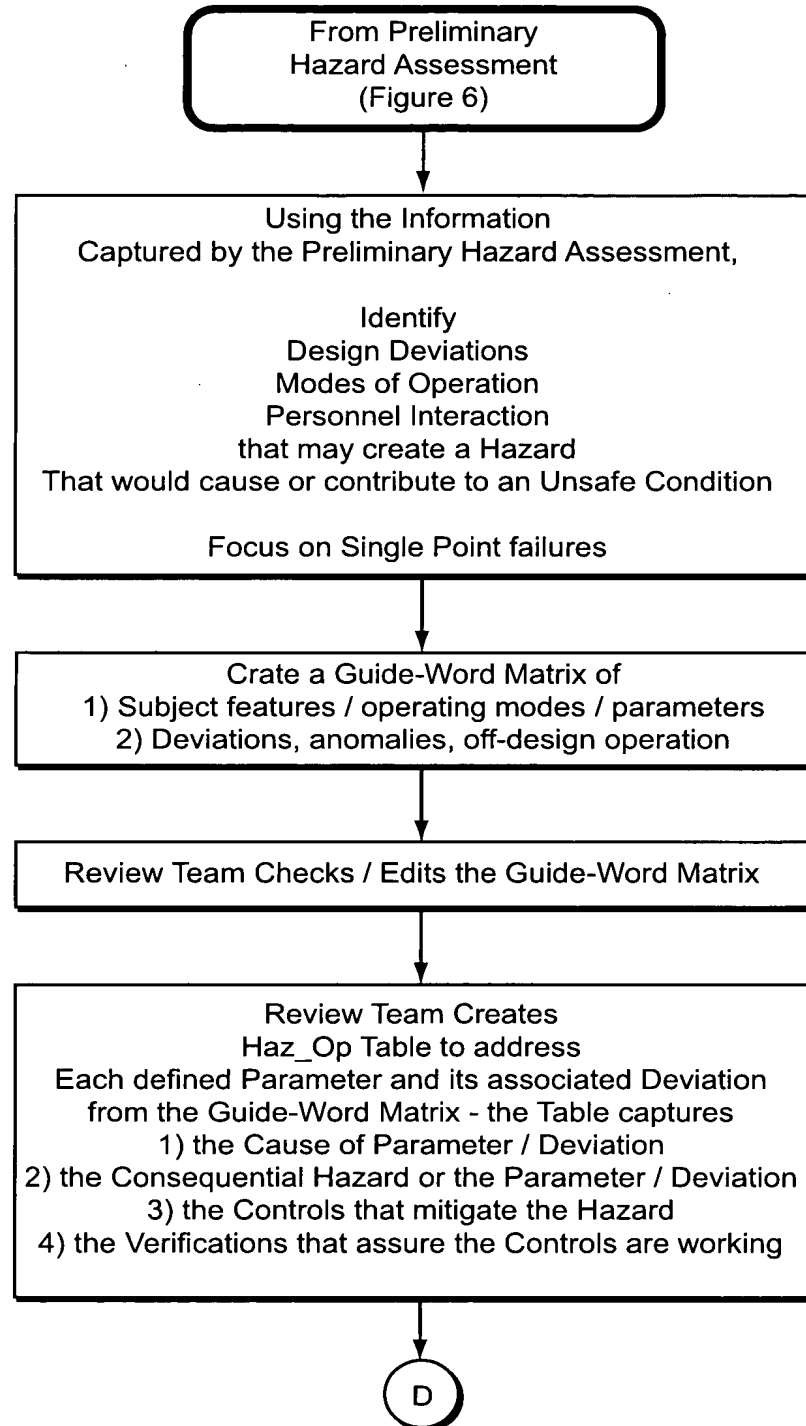 From Preliminary
Hazard Assessment
(Figure 6)
Using the Information
Captured by the Preliminary Hazard Assessment,
Identify
Design Deviations
Modes of Operation
Personnel Interaction
that may create a Hazard
That would cause or contribute to an Unsafe Condition
Focus on Single Point failures
Crate a Guide-Word Matrix of
1) Subject features / operating modes / parameters
2) Deviations, anomalies, off-design operation
Review Team Checks / Edits the Guide-Word Matrix
Review Team Creates
Haz_Op Table to address
Each defined Parameter and its associated Deviation
from the Guide-Word Matrix - the Table captures
1) the Cause of Parameter / Deviation
2) the Consequential Hazard or the Parameter / Deviation
3) the Controls that mitigate the Hazard
4) the Verifications that assure the Controls are working
D